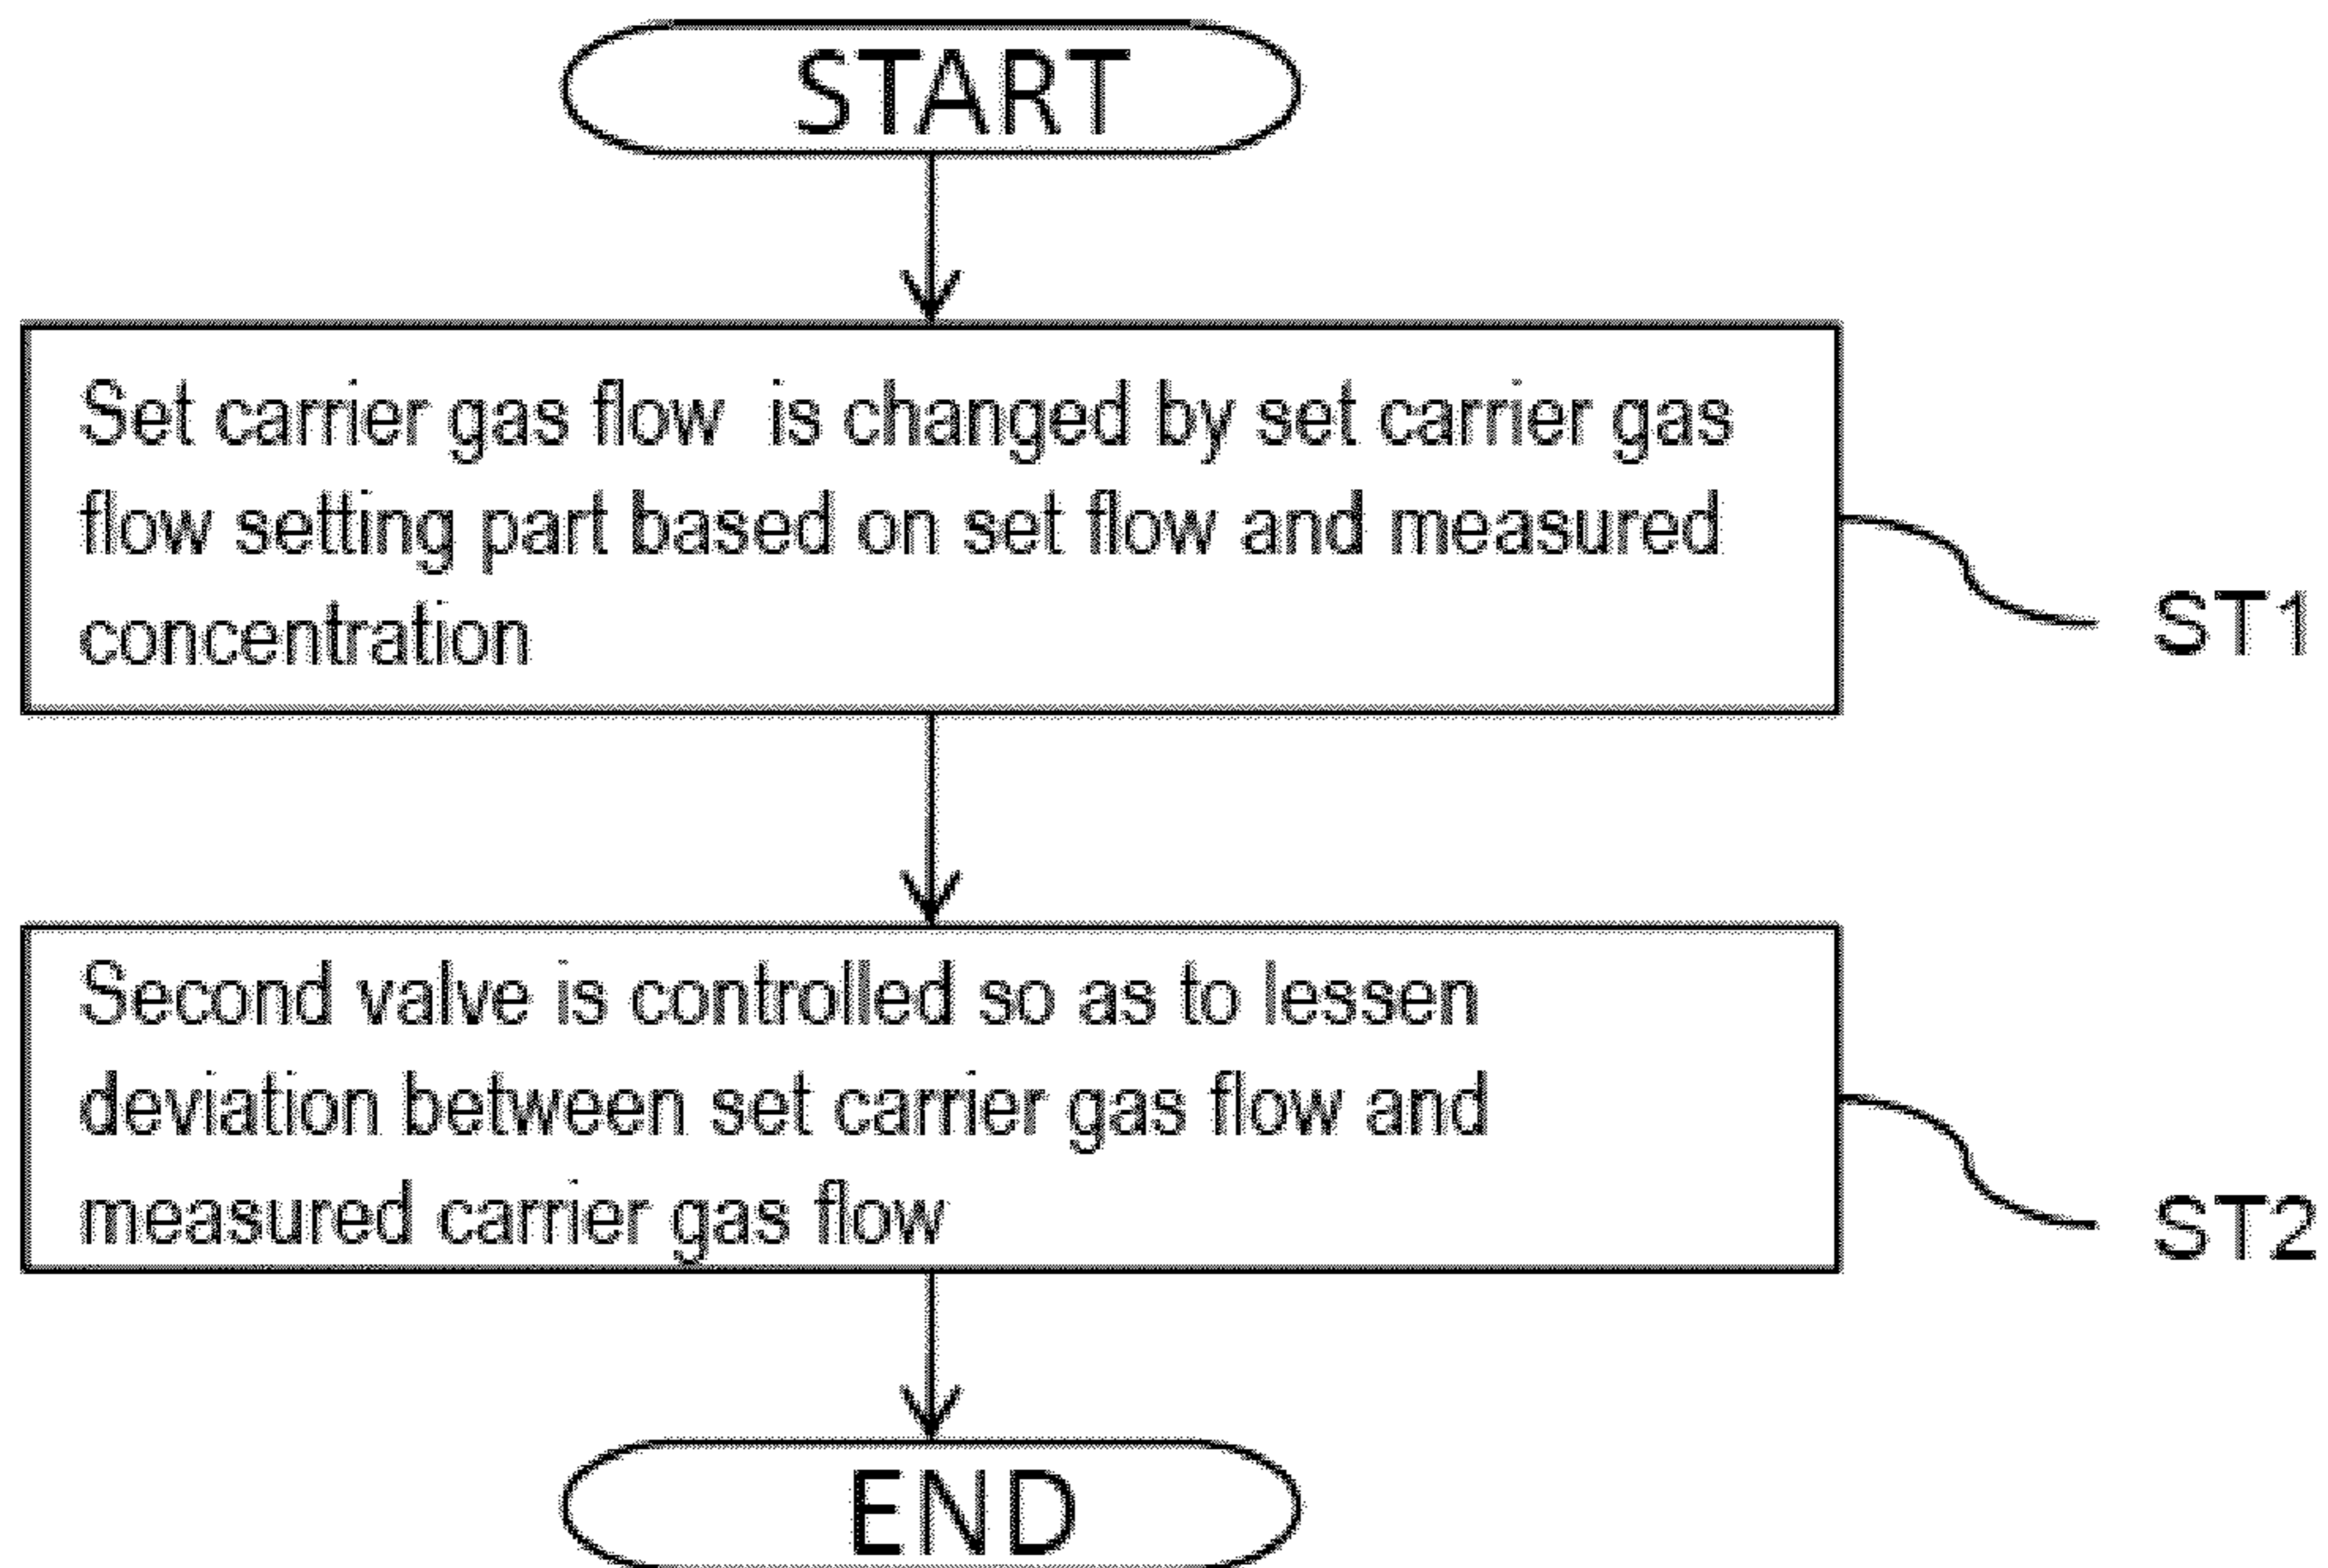 START
Set carrier gas flow is changed by set carrier gas
flow setting part based on set flow and measured
concentration
ST1
Second valve is controlled so as to lessen
deviation between set carrier gas flow and
measured carrier gas flow
ST2
END